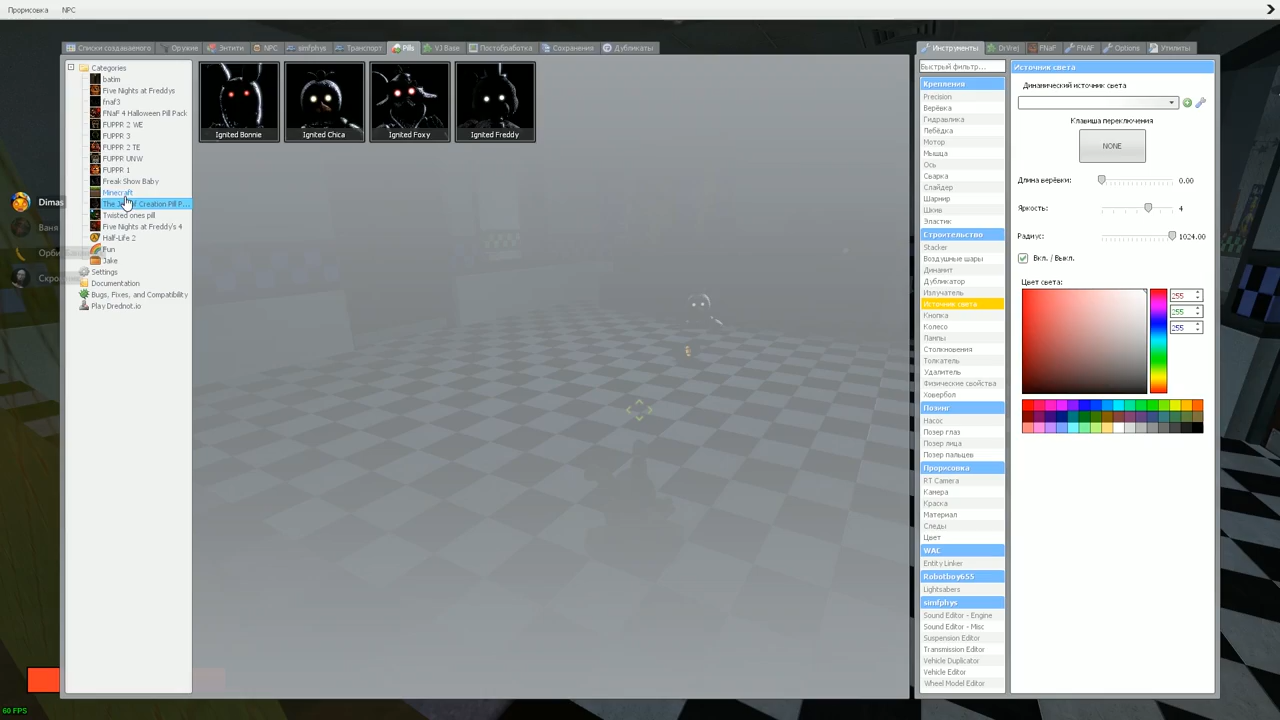 Прорисовка NPC
Списки создаваемого Оружие Энтити NPC simfphys Транспорт Pills VJ Base Постобработка Сохранения Дубликаты
Categories
batim
Five Nights at Freddys
fnaf3
FNaF 4 Halloween Pill Pack
FUPPR 2 WE
FUPPR 3
FUPPR 2 TE
FUPPR UNW
FUPPR 1
Freak Show Baby
Minecraft
Creation Pill P...
Twisted ones pill
Five Nights at Freddy's 4
Half-Life 2
Fun
Jake
Settings
Documentation
Bugs, Fixes, and Compatibility
Play Drednot.io
Dimas
Ваня
Ignited Bonnie
Ignited Chica
Ignited Foxy
Ignited Freddy
60 FPS
Инструменты DrVrej FNaF FNAF Options Утилиты
Быстрый фильтр...
Крепления
Precision
Верёвка
Гидравлика
Лебёдка
Мотор
Мышца
Ось
Сварка
Слайдер
Шарнир
Шкив
Эластик
Строительство
Stacker
Воздушные шары
Динамит
Дубликатор
Излучатель
Источник света
Кнопка
Колесо
Лампы
Столкновения
Толкатель
Удалитель
Физические свойства
Ховербол
Позинг
Насос
Позер глаз
Позер лица
Позер пальцев
Прорисовка
RT Camera
Камера
Краска
Материал
Следы
Цвет
WAC
Entity Linker
Robotboy655
Lightsabers
simfphys
Sound Editor - Engine
Sound Editor - Misc
Suspension Editor
Transmission Editor
Vehicle Duplicator
Vehicle Editor
Wheel Model Editor
Источник света
Динамический источник света
Клавиша переключения
NONE
Длина верёвки: 0.00
Яркость: 4
Радиус: 1024.00
Вкл. / Выкл.
Цвет света:
255
255
255